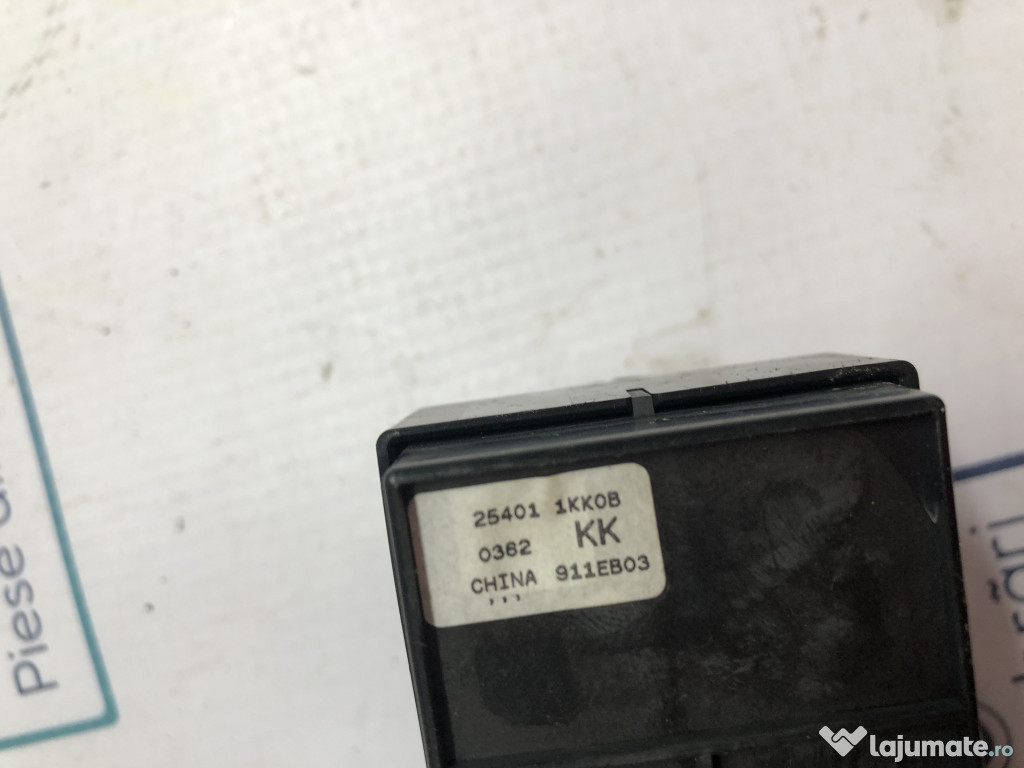 25401 1KK0B
0362 KK
CHINA 911EB03
Piese
lajumate.ro